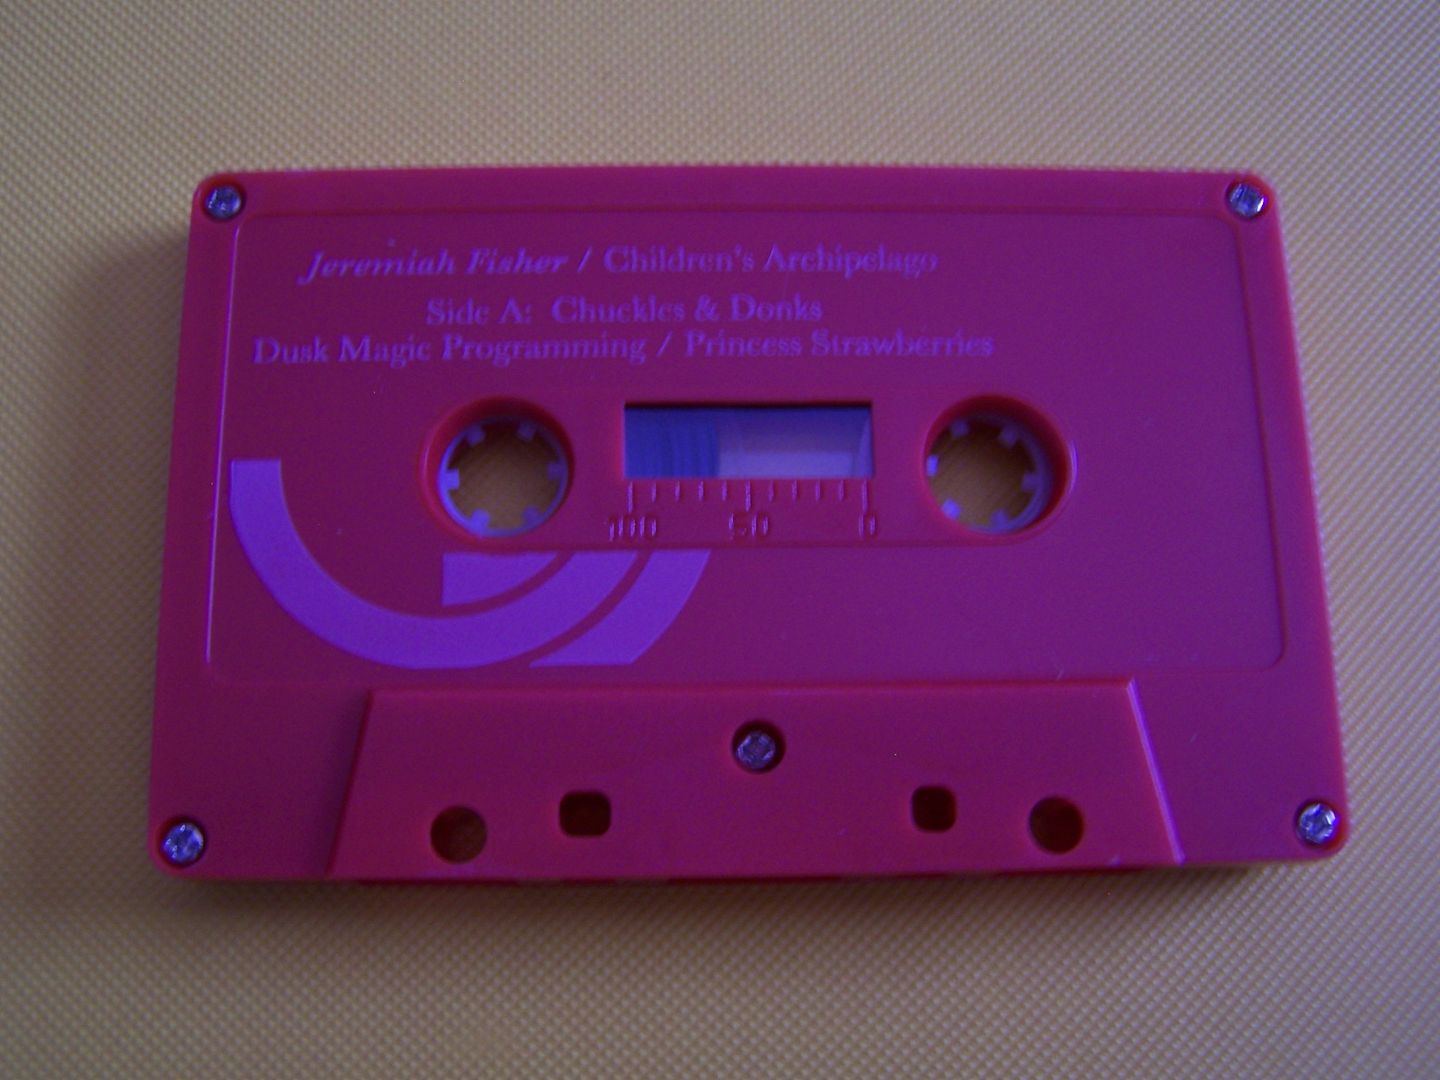 Jeremiah Fisher / Children's Archipelago
Side A: Chuckles & Donks
Dusk Magic Programming / Princess Strawberries
100 50 0